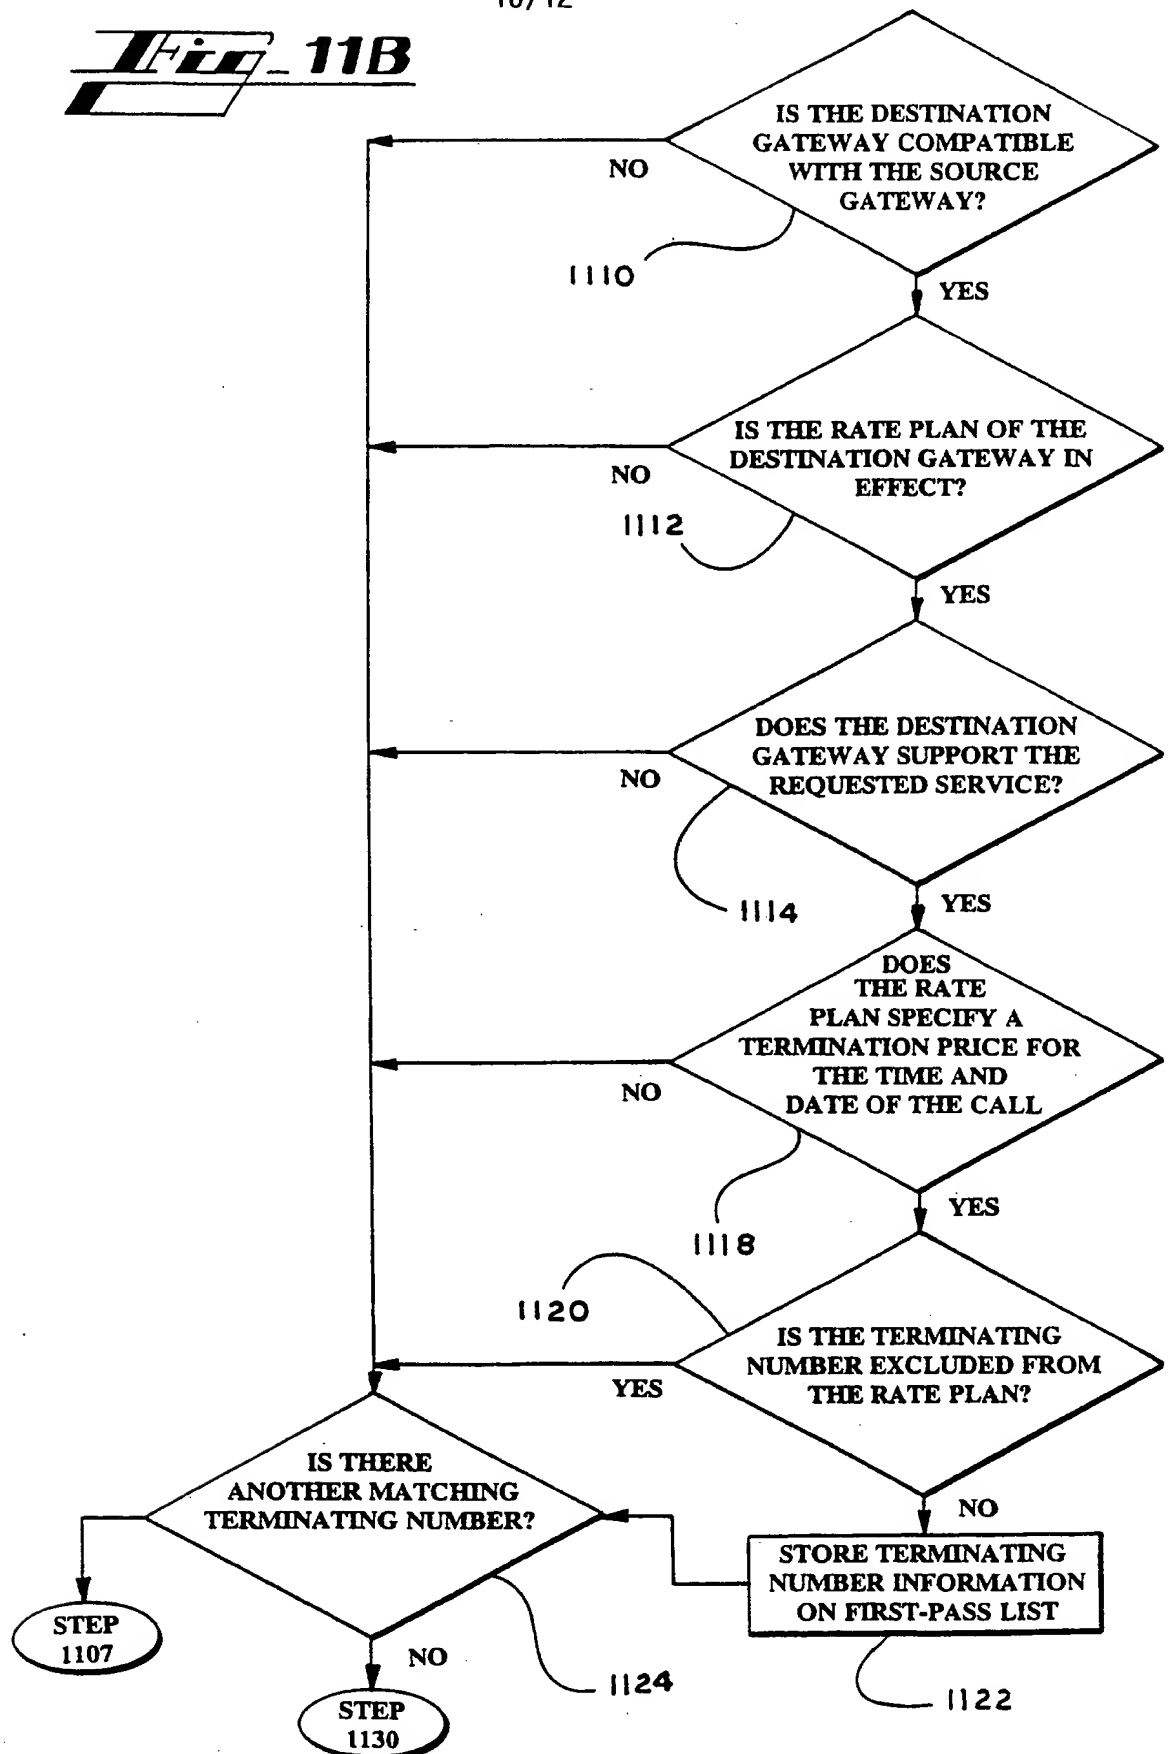 Fig_11B
IS THE DESTINATION
GATEWAY COMPATIBLE
WITH THE SOURCE
GATEWAY?
NO
1110
YES
IS THE RATE PLAN OF THE
DESTINATION GATEWAY IN
EFFECT?
NO
1112
YES
DOES THE DESTINATION
GATEWAY SUPPORT THE
REQUESTED SERVICE?
NO
1114
YES
DOES
THE RATE
PLAN SPECIFY A
TERMINATION PRICE FOR
THE TIME AND
DATE OF THE CALL
NO
1118
YES
1120
IS THE TERMINATING
NUMBER EXCLUDED FROM
THE RATE PLAN?
YES
NO
IS THERE
ANOTHER MATCHING
TERMINATING NUMBER?
STORE TERMINATING
NUMBER INFORMATION
ON FIRST-PASS LIST
STEP
1107
NO
1124
1122
STEP
1130